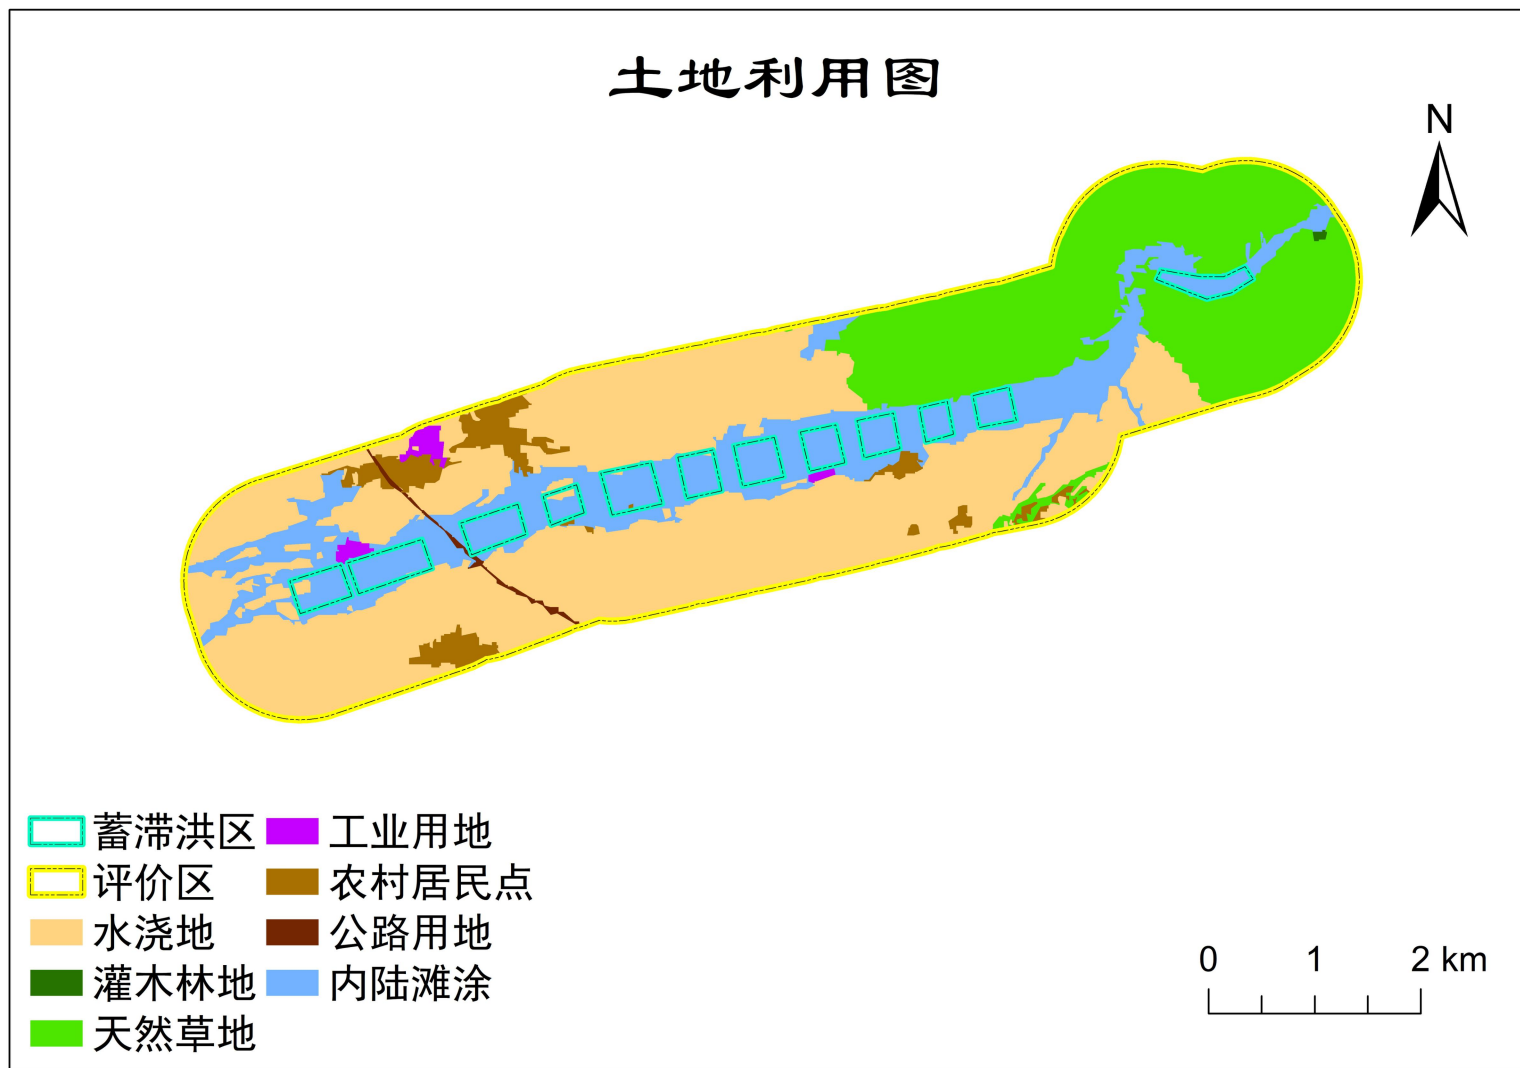 土地利用图
N
蓄滞洪区 工业用地
评价区 农村居民点
水浇地 公路用地
灌木林地 内陆滩涂
天然草地
0 1 2 km